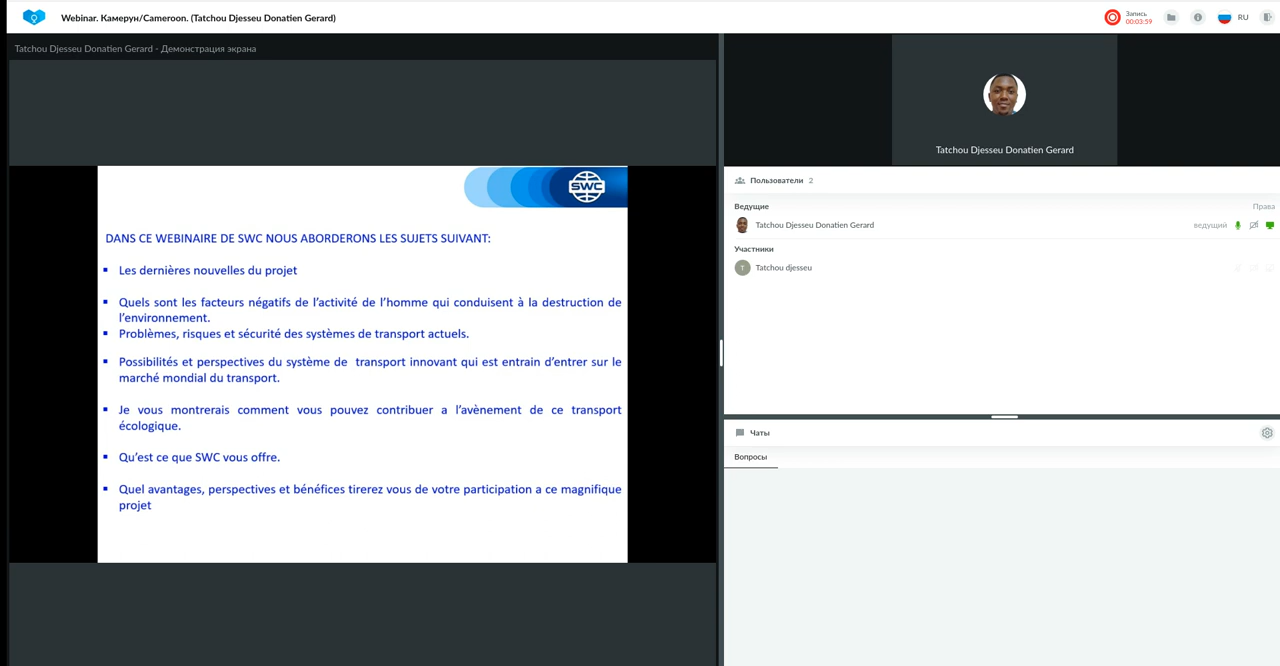 Webinar. Камерун/Cameroon. (Tatchou Djesseu Donatien Gerard)
Запись
00:03:59
RU
Tatchou Djesseu Donatien Gerard - Демонстрация экрана
SWC
DANS CE WEBINAIRE DE SWC NOUS ABORDERONS LES SUJETS SUIVANT:
▪ Les dernières nouvelles du projet
▪ Quels sont les facteurs négatifs de l’activité de l’homme qui conduisent à la destruction de
l’environnement.
▪ Problèmes, risques et sécurité des systèmes de transport actuels.
▪ Possibilités et perspectives du système de transport innovant qui est entrain d’entrer sur le
marché mondial du transport.
▪ Je vous montrerais comment vous pouvez contribuer a l’avènement de ce transport
écologique.
▪ Qu’est ce que SWC vous offre.
▪ Quel avantages, perspectives et bénéfices tirerez vous de votre participation a ce magnifique
projet
Tatchou Djesseu Donatien Gerard
Пользователи 2
Ведущие Права
Tatchou Djesseu Donatien Gerard ведущий
Участники
T Tatchou djesseu
Чаты
Вопросы